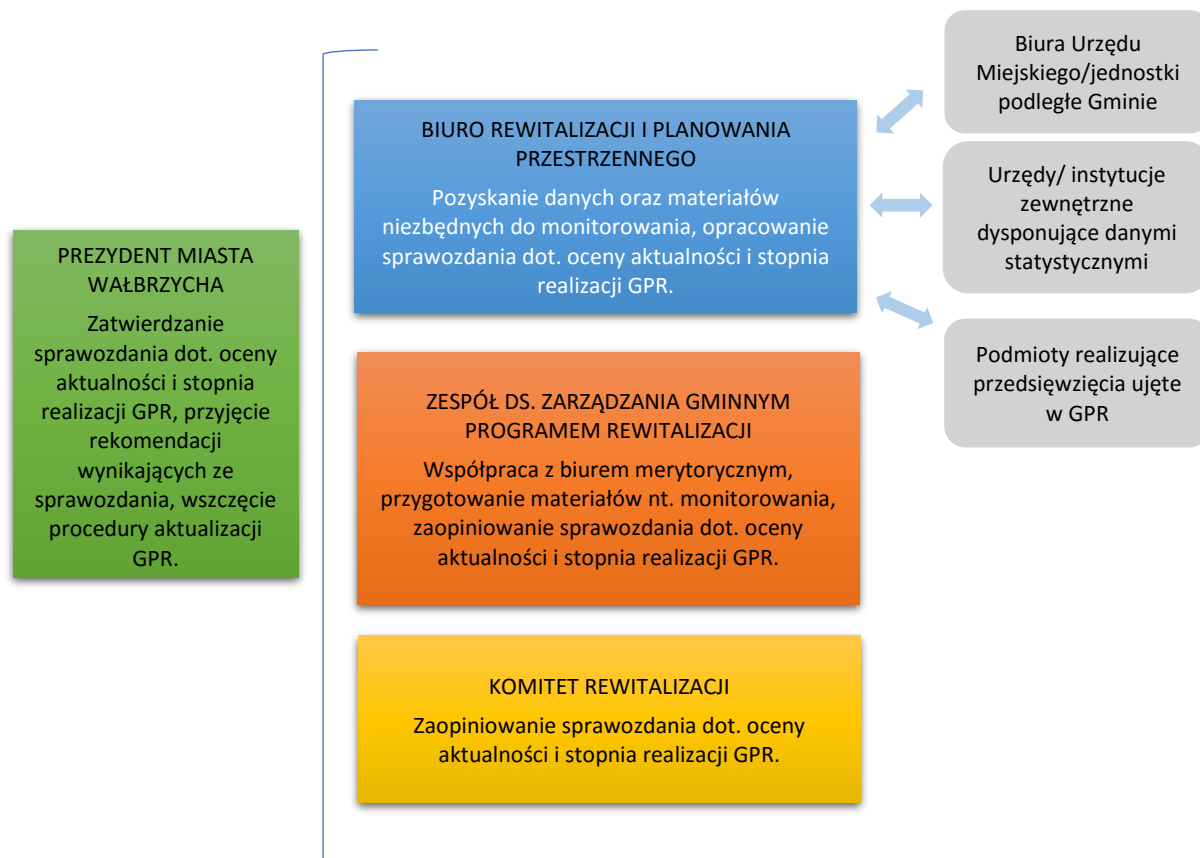 PREZYDENT MIASTA
WAŁBRZYCHA
Zatwierdzanie
sprawozdania dot. oceny
aktualności i stopnia
realizacji GPR, przyjęcie
rekomendacji
wynikających ze
sprawozdania, wszczęcie
procedury aktualizacji
GPR.
BIURO REWITALIZACJI I PLANOWANIA
PRZESTRZENNEGO
Pozyskanie danych oraz materiałów
niezbędnych do monitorowania, opracowanie
sprawozdania dot. oceny aktualności i stopnia
realizacji GPR.
ZESPÓŁ DS. ZARZĄDZANIA GMINNYM
PROGRAMEM REWITALIZACJI
Współpraca z biurem merytorycznym,
przygotowanie materiałów nt. monitorowania,
zaopiniowanie sprawozdania dot. oceny
aktualności i stopnia realizacji GPR.
KOMITET REWITALIZACJI
Zaopiniowanie sprawozdania dot. oceny
aktualności i stopnia realizacji GPR.
Biura Urzędu
Miejskiego/jednostki
podległe Gminie
Urzędy/ instytucje
zewnętrzne
dysponujące danymi
statystycznymi
Podmioty realizujące
przedsięwzięcia ujęte
w GPR